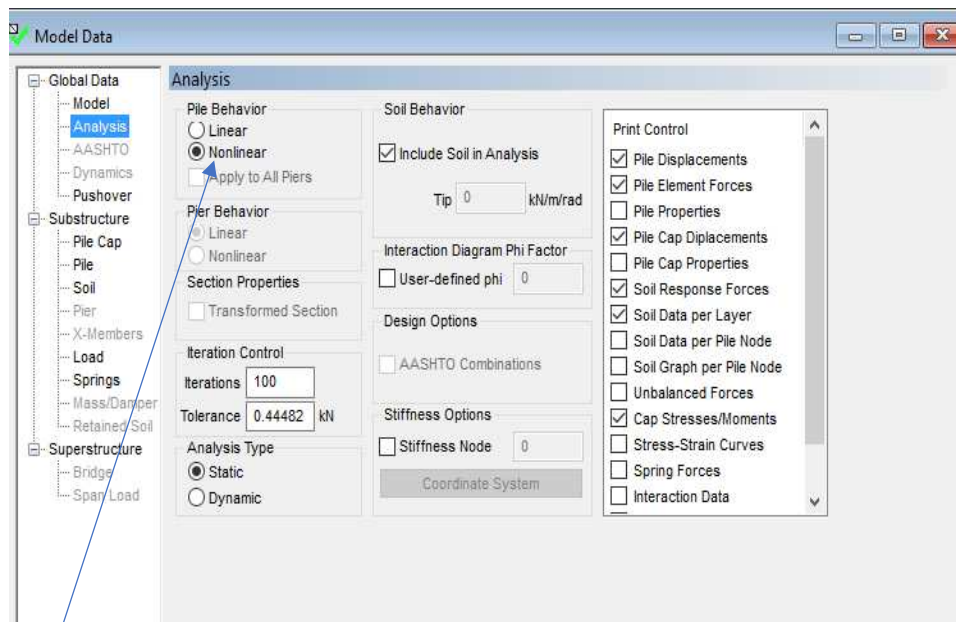 Model Data
Global Data
Model
Analysis
AASHTO
Dynamics
Pushover
Substructure
Pile Cap
Pile
Soil
Pier
X-Members
Load
Springs
Mass/Damper
Retained Soil
Superstructure
Bridge
Span Load
Analysis
Pile Behavior
Linear
Nonlinear
Apply to All Piers
Pier Behavior
Linear
Nonlinear
Section Properties
Transformed Section
Iteration Control
Iterations 100
Tolerance 0.44482 kN
Analysis Type
Static
Dynamic
Soil Behavior
Include Soil in Analysis
Tip 0 kN/m/rad
Interaction Diagram Phi Factor
User-defined phi 0
Design Options
AASHTO Combinations
Stiffness Options
Stiffness Node 0
Coordinate System
Print Control
Pile Displacements
Pile Element Forces
Pile Properties
Pile Cap Diplacements
Pile Cap Properties
Soil Response Forces
Soil Data per Layer
Soil Data per Pile Node
Soil Graph per Pile Node
Unbalanced Forces
Cap Stresses/Moments
Stress-Strain Curves
Spring Forces
Interaction Data